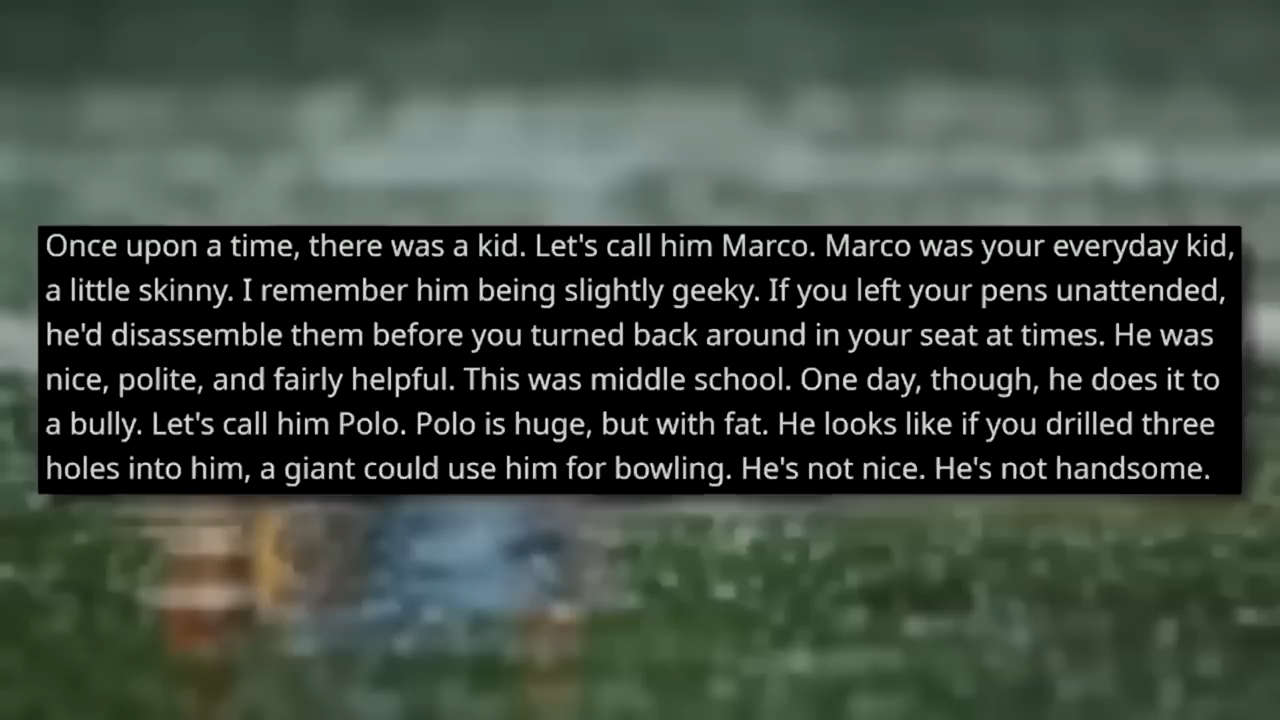 Once upon a time, there was a kid. Let's call him Marco. Marco was your everyday kid,
a little skinny. I remember him being slightly geeky. If you left your pens unattended,
he'd disassemble them before you turned back around in your seat at times. He was
nice, polite, and fairly helpful. This was middle school. One day, though, he does it to
a bully. Let's call him Polo. Polo is huge, but with fat. He looks like if you drilled three
holes into him, a giant could use him for bowling. He's not nice. He's not handsome.